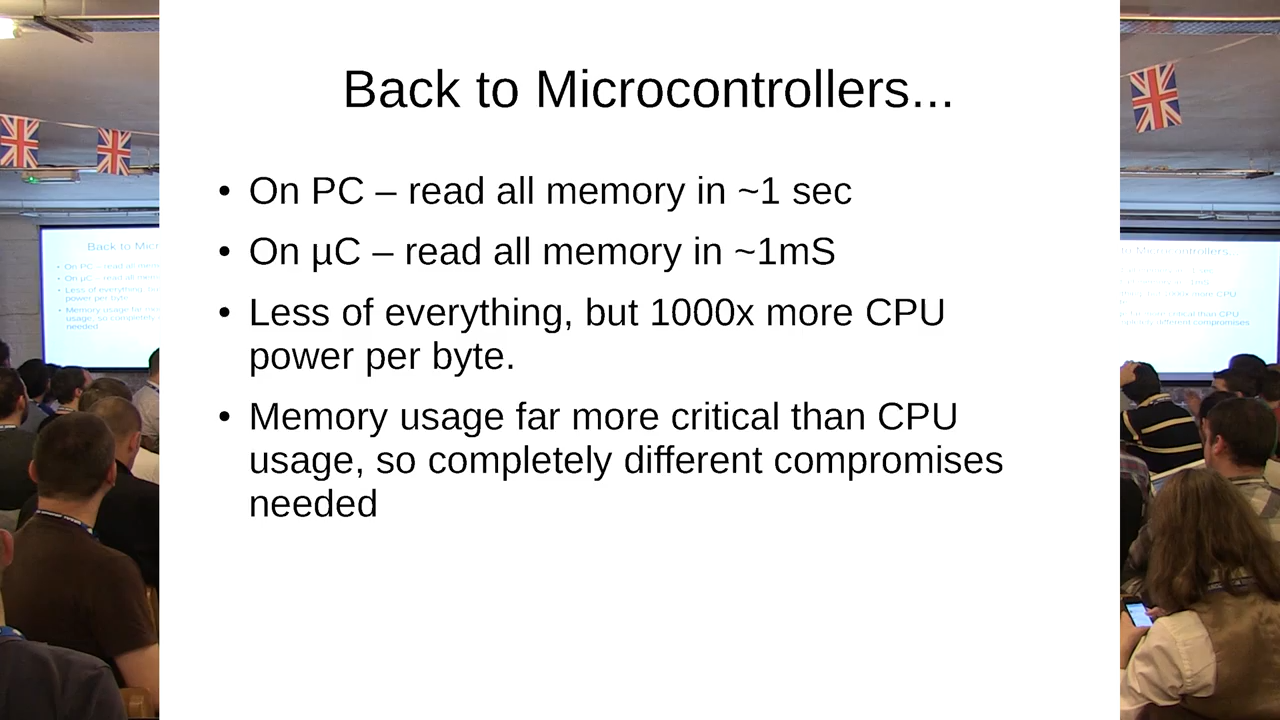 Back to Microcontrollers...
• On PC – read all memory in ~1 sec
• On µC – read all memory in ~1mS
• Less of everything, but 1000x more CPU
power per byte.
• Memory usage far more critical than CPU
usage, so completely different compromises
needed